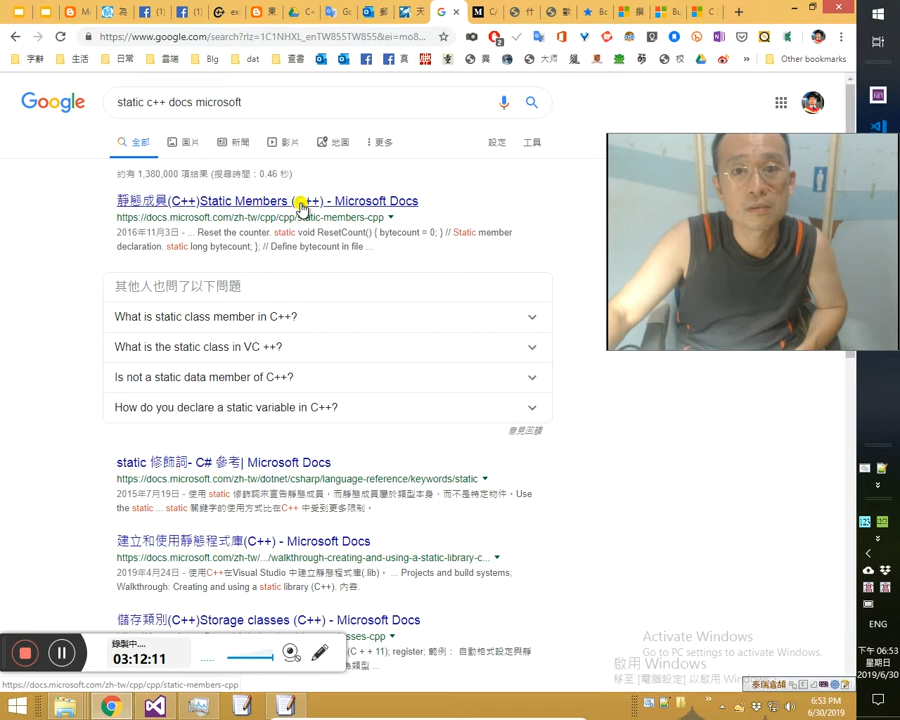 https://www.google.com/search?rlz=1C1NHXL_enTW855TW855&ei=mo8...
字辭
生活
日常
雲端
Blg
dat
Other bookmarks
Google
static c++ docs microsoft
全部
圖片
新聞
影片
地圖
更多
設定
工具
約有 1,380,000 項結果 (搜尋時間：0.46 秒)
靜態成員(C++)Static Members (C++) - Microsoft Docs
https://docs.microsoft.com/zh-tw/cpp/cpp/static-members-cpp
2016年11月3日 - ... Reset the counter. static void ResetCount() { bytecount = 0; } // Static member
declaration. static long bytecount; }; // Define bytecount in file ...
其他人也問了以下問題
What is static class member in C++?
What is the static class in VC ++?
Is not a static data member of C++?
How do you declare a static variable in C++?
意見回饋
static 修飾詞- C# 參考| Microsoft Docs
https://docs.microsoft.com/zh-tw/dotnet/csharp/language-reference/keywords/static
2015年7月19日 - 使用 static 修飾詞來宣告靜態成員，而靜態成員屬於類型本身，而不是特定物件。Use
the static ... static 關鍵字的使用方式比在C++ 中受到更多限制。
建立和使用靜態程式庫(C++) - Microsoft Docs
https://docs.microsoft.com/zh-tw/.../walkthrough-creating-and-using-a-static-library-c...
2019年4月24日 - 使用C++在Visual Studio 中建立靜態程式庫(.lib)。 ... Projects and build systems;
Walkthrough: Creating and using a static library (C++). 內容.
儲存類別(C++)Storage classes (C++) - Microsoft Docs
sses-cpp
C++ 11)；register; 範例： 自動格式設定與靜
類型 ...
錄製中....
03:12:11
https://docs.microsoft.com/zh-tw/cpp/cpp/static-members-cpp
Activate Windows
Go to PC settings to activate Windows.
啟用 Windows
ENG
下午 06:53
星期日
2019/6/30
6:53 PM
6/30/2019